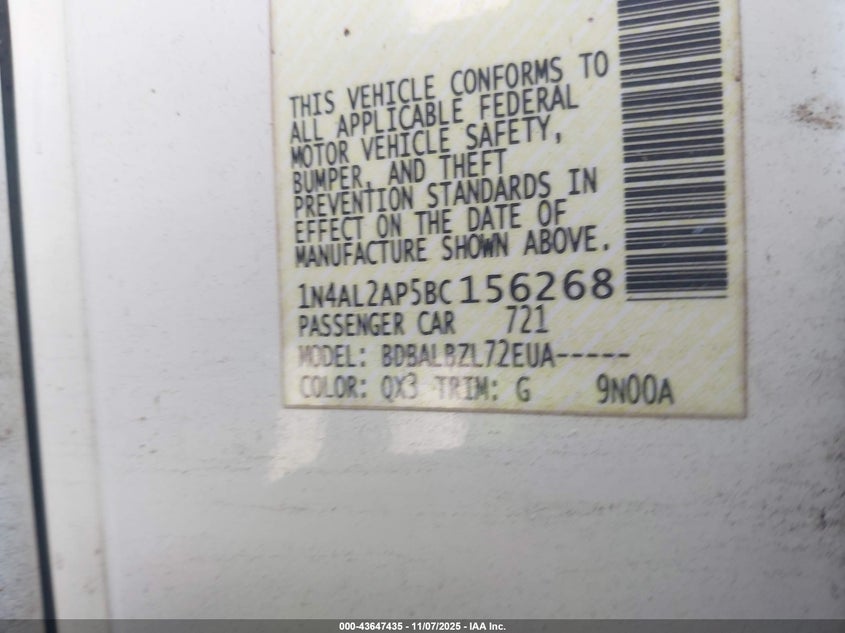 THIS VEHICLE CONFORMS TO
ALL APPLICABLE FEDERAL
MOTOR VEHICLE SAFETY,
BUMPER, AND THEFT
PREVENTION STANDARDS IN
EFFECT ON THE DATE OF
MANUFACTURE SHOWN ABOVE.
1N4AL2AP5BC156268
PASSENGER CAR 721
MODEL: BDBALBZL72EUA-----
COLOR: QX3 TRIM: G 9N00A
000-43647435 - 11/07/2025 - IAA Inc.